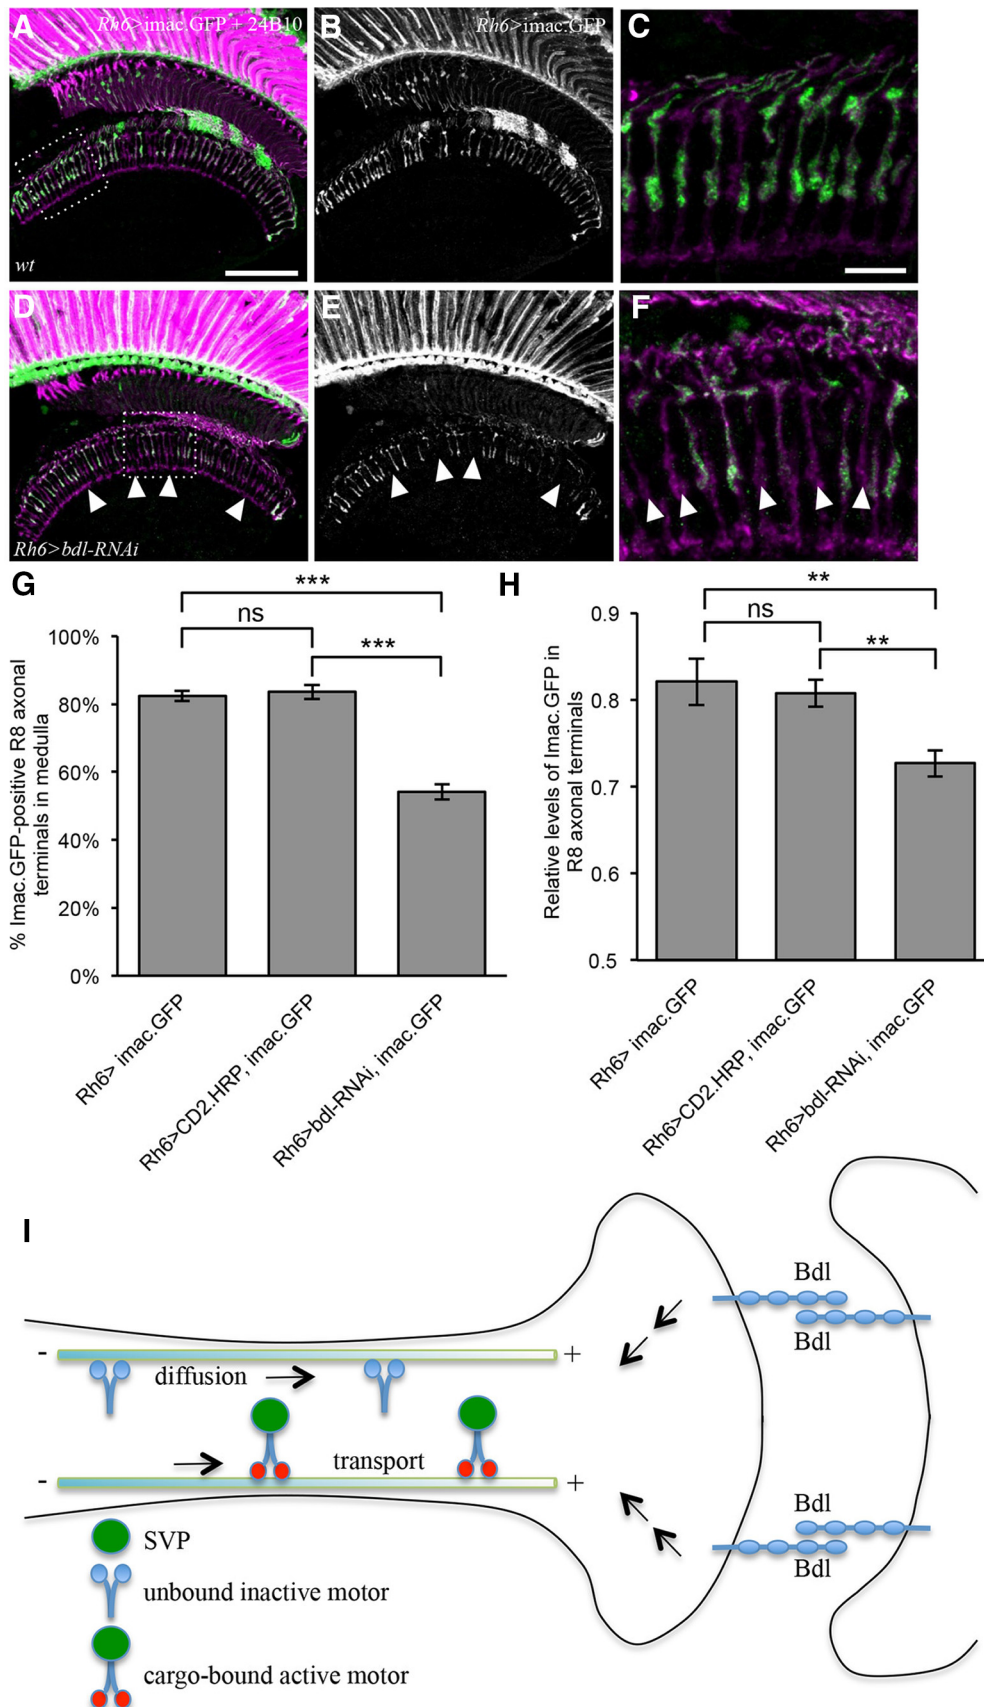 A
Rh6>imac.GFP + 24B10
wt
B
Rh6>imac.GFP
C
D
Rh6>bdl-RNAi
E
F
G
% Imac.GFP-positive R8 axonal
terminals in medulla
100%
80%
60%
40%
20%
0%
***
ns
***
Rh6> imac.GFP
Rh6>CD2.HRP, imac.GFP
Rh6>bdl-RNAi, imac.GFP
H
Relative levels of Imac.GFP in
R8 axonal terminals
0.9
0.8
0.7
0.6
0.5
**
ns
**
Rh6> imac.GFP
Rh6>CD2.HRP, imac.GFP
Rh6>bdl-RNAi, imac.GFP
I
Bdl
Bdl
- +
diffusion
transport
- +
Bdl
Bdl
SVP
unbound inactive motor
cargo-bound active motor